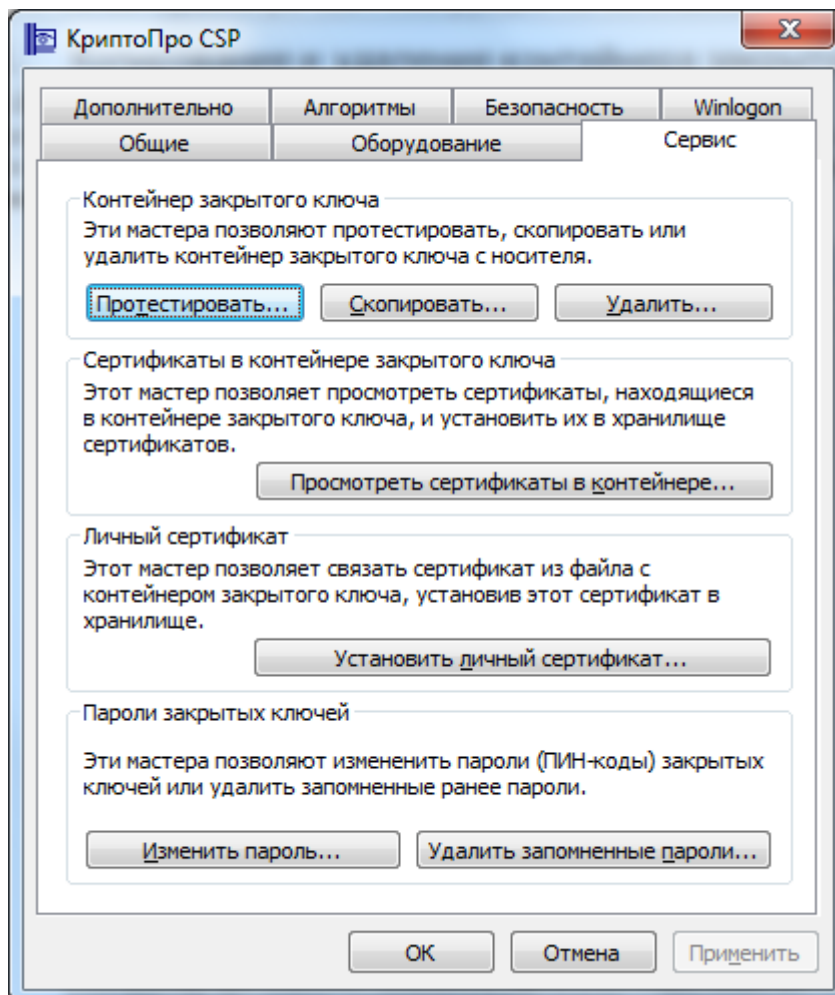 КриптоПро CSP
Дополнительно Алгоритмы Безопасность Winlogon
Общие Оборудование Сервис
Контейнер закрытого ключа
Эти мастера позволяют протестировать, скопировать или
удалить контейнер закрытого ключа с носителя.
Протестировать... Скопировать... Удалить...
Сертификаты в контейнере закрытого ключа
Этот мастер позволяет просмотреть сертификаты, находящиеся
в контейнере закрытого ключа, и установить их в хранилище
сертификатов.
Просмотреть сертификаты в контейнере...
Личный сертификат
Этот мастер позволяет связать сертификат из файла с
контейнером закрытого ключа, установив этот сертификат в
хранилище.
Установить личный сертификат...
Пароли закрытых ключей
Эти мастера позволяют измененить пароли (ПИН-коды) закрытых
ключей или удалить запомненные ранее пароли.
Изменить пароль... Удалить запомненные пароли...
ОК Отмена Применить